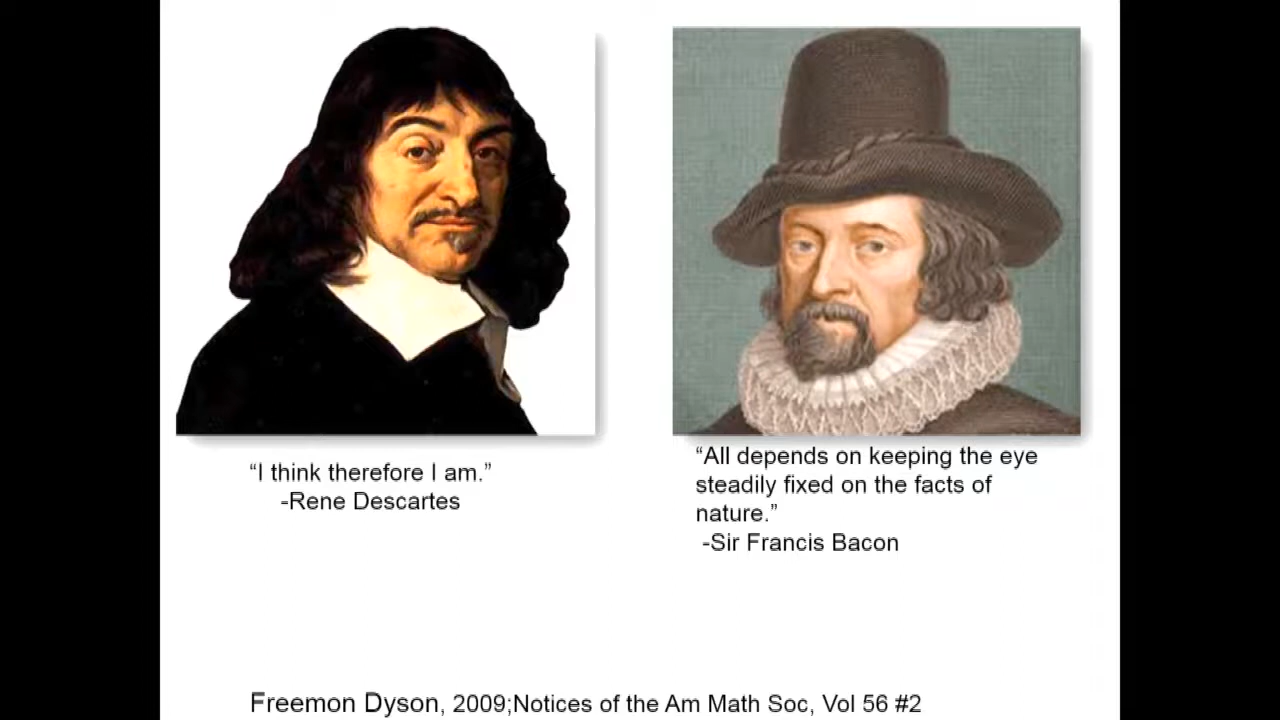 “I think therefore I am.”
-Rene Descartes
“All depends on keeping the eye
steadily fixed on the facts of
nature.”
-Sir Francis Bacon
Freemon Dyson, 2009;Notices of the Am Math Soc, Vol 56 #2